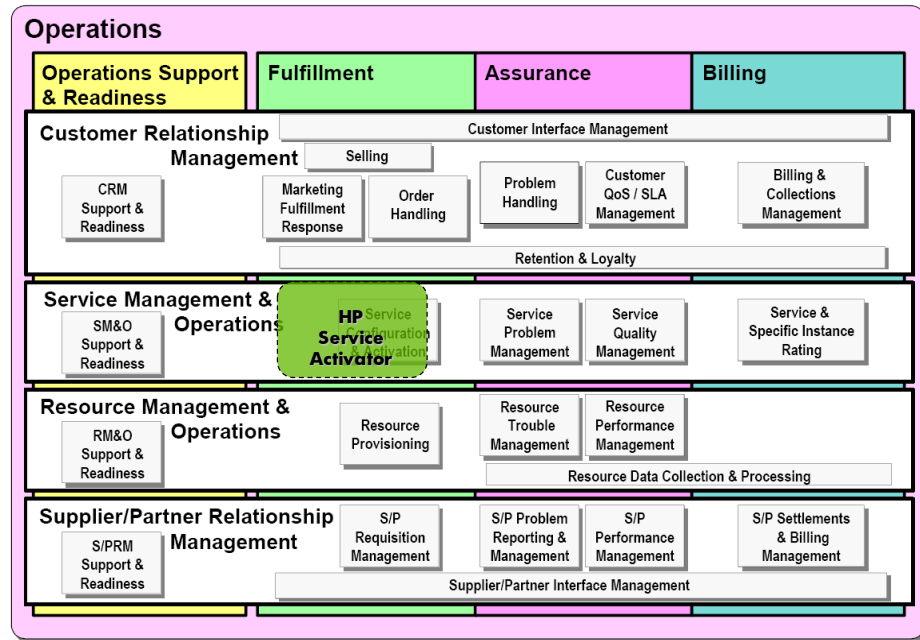 Operations
Operations Support
& Readiness
Fulfillment
Assurance
Billing
Customer Relationship
Management
Customer Interface Management
Selling
CRM
Support &
Readiness
Marketing
Fulfillment
Response
Order
Handling
Problem
Handling
Customer
QoS / SLA
Management
Billing &
Collections
Management
Retention & Loyalty
Service Management &
Operations
SM&O
Support &
Readiness
HP
Service
Activator
Service
Configuration
& Activation
Service
Problem
Management
Service
Quality
Management
Service &
Specific Instance
Rating
Resource Management &
Operations
RM&O
Support &
Readiness
Resource
Provisioning
Resource
Trouble
Management
Resource
Performance
Management
Resource Data Collection & Processing
Supplier/Partner Relationship
Management
S/PRM
Support &
Readiness
S/P
Requisition
Management
S/P Problem
Reporting &
Management
S/P
Performance
Management
S/P Settlements
& Billing
Management
Supplier/Partner Interface Management